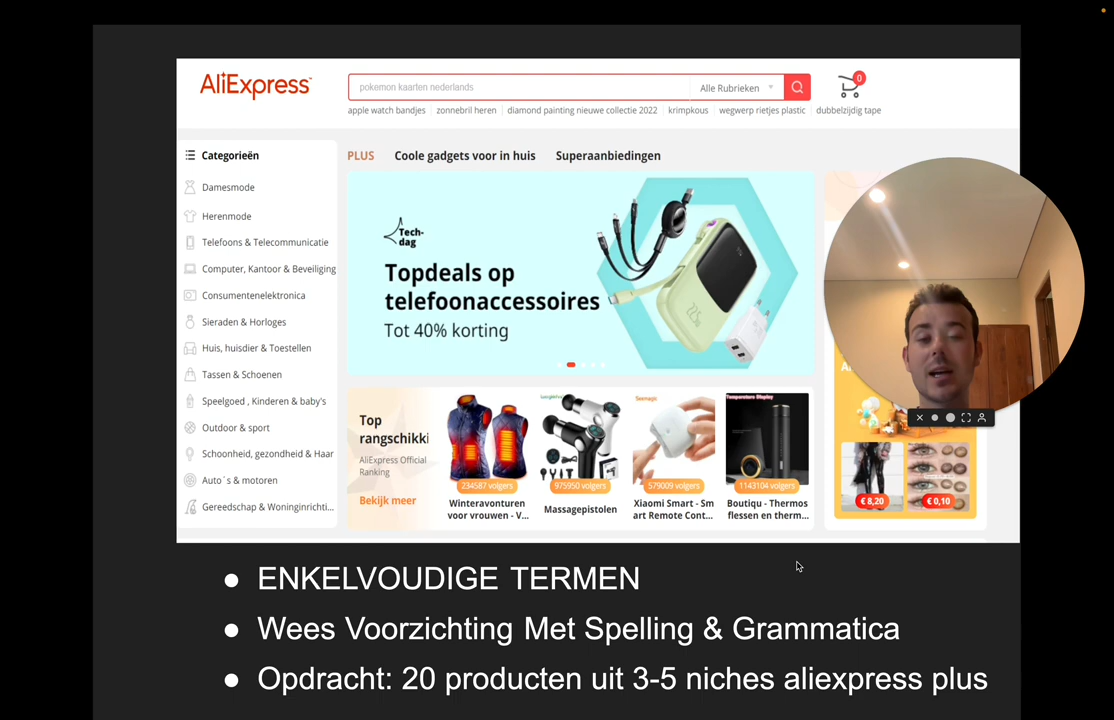 AliExpress
pokemon kaarten nederlands
Alle Rubrieken
0
apple watch bandjes
zonnebril heren
diamond painting nieuwe collectie 2022
krimpkous
wegwerp rietjes plastic
dubbelzijdig tape
Categorieën
Damesmode
Herenmode
Telefoons & Telecommunicatie
Computer, Kantoor & Beveiliging
Consumentenelektronica
Sieraden & Horloges
Huis, huisdier & Toestellen
Tassen & Schoenen
Speelgoed , Kinderen & baby's
Outdoor & sport
Schoonheid, gezondheid & Haar
Auto`s & motoren
Gereedschap & Woninginrichti...
PLUS
Coole gadgets voor in huis
Superaanbiedingen
Tech-
dag
Topdeals op
telefoonaccessoires
Tot 40% korting
22.5
Top
rangschikki
AliExpress Official
Ranking
Bekijk meer
234587 volgers
Winteravonturen
voor vrouwen - V...
975950 volgers
Massagepistolen
Seemagic
579009 volgers
Xiaomi Smart - Sm
art Remote Cont...
Temperature Display
1143104 volgers
Boutiqu - Thermos
flessen en therm...
€ 8,20
€ 0,10
● ENKELVOUDIGE TERMEN
● Wees Voorzichting Met Spelling & Grammatica
● Opdracht: 20 producten uit 3-5 niches aliexpress plus